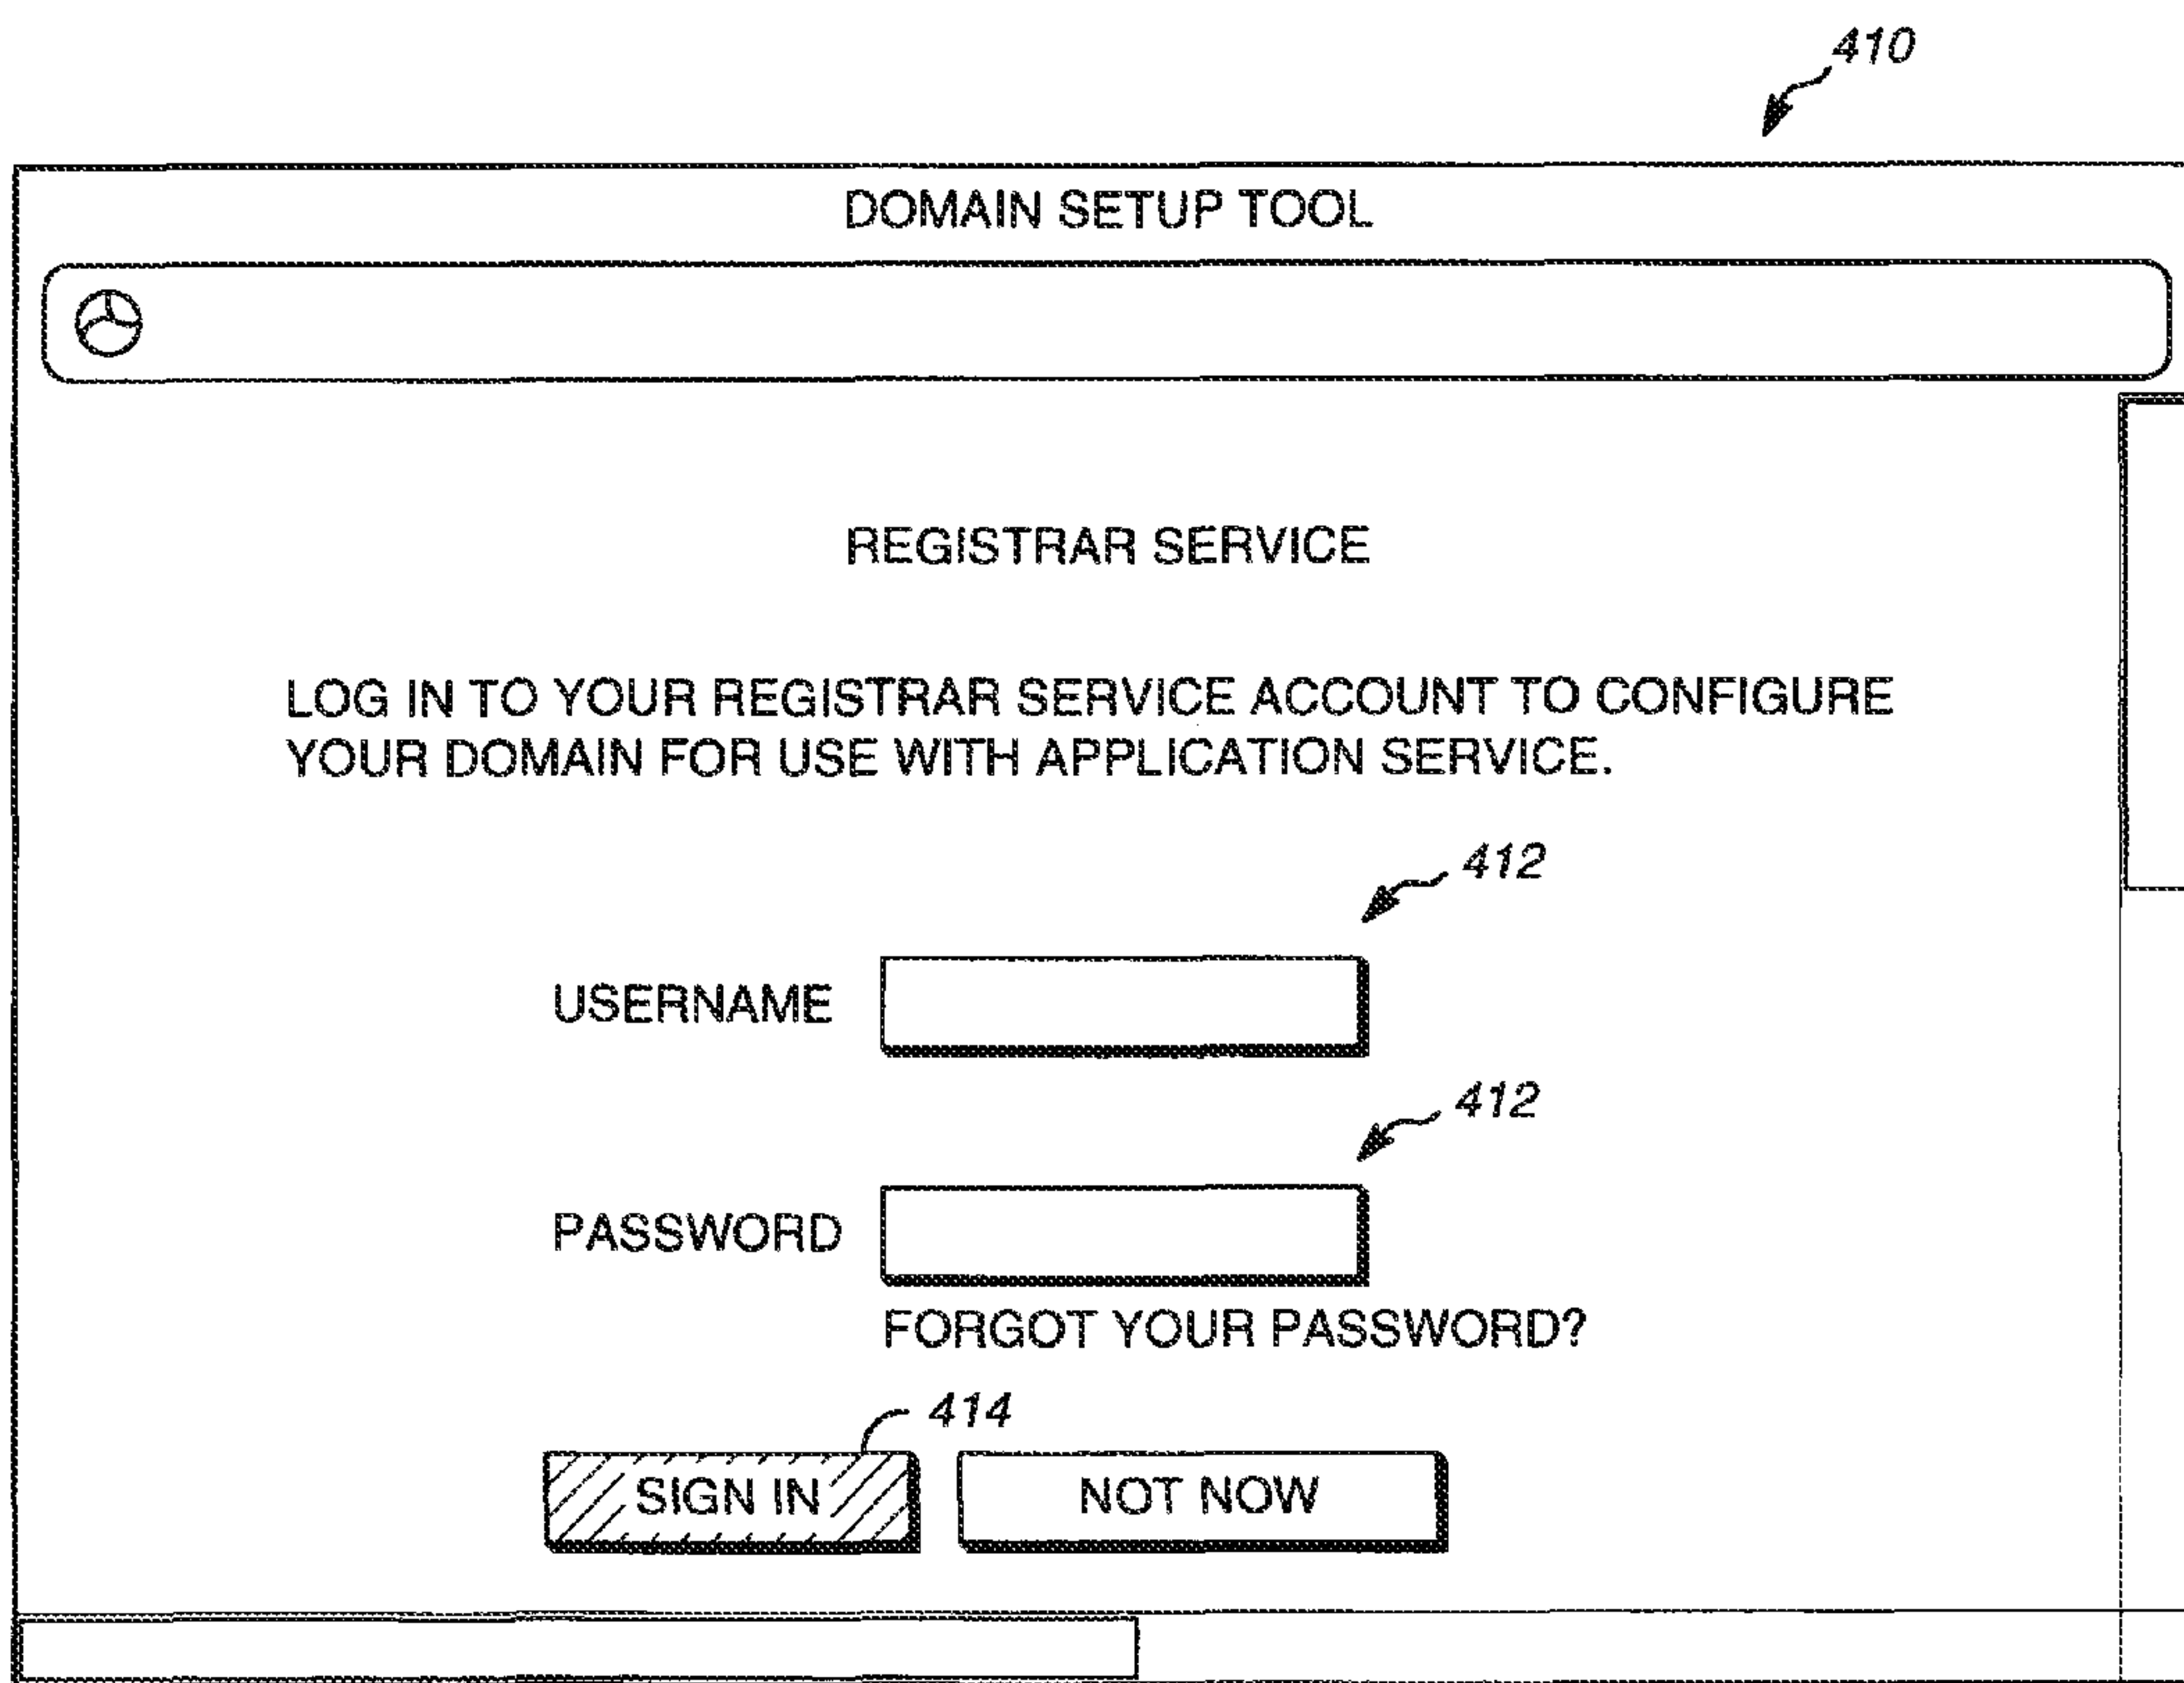 410
DOMAIN SETUP TOOL
REGISTRAR SERVICE
LOG IN TO YOUR REGISTRAR SERVICE ACCOUNT TO CONFIGURE
YOUR DOMAIN FOR USE WITH APPLICATION SERVICE.
412
USERNAME
412
PASSWORD
FORGOT YOUR PASSWORD?
414
SIGN IN
NOT NOW